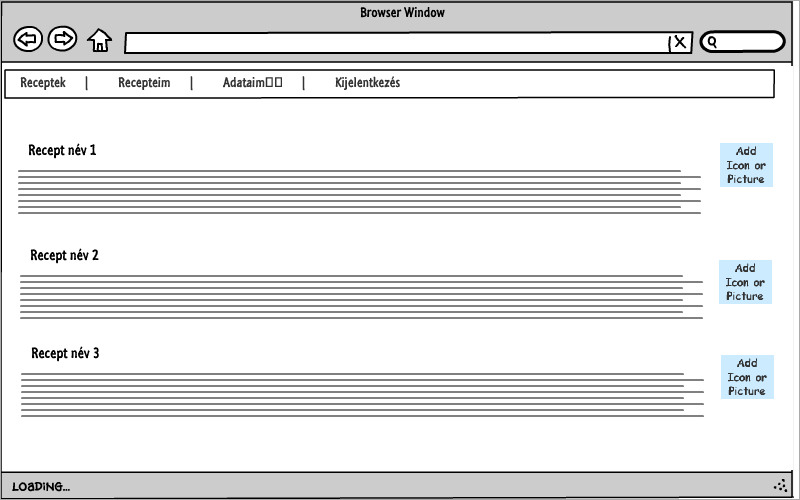 Browser Window
Receptek | Recepteim | Adataim□□ | Kijelentkezés
Recept név 1
Add
Icon or
Picture
Recept név 2
Add
Icon or
Picture
Recept név 3
Add
Icon or
Picture
LOADING...